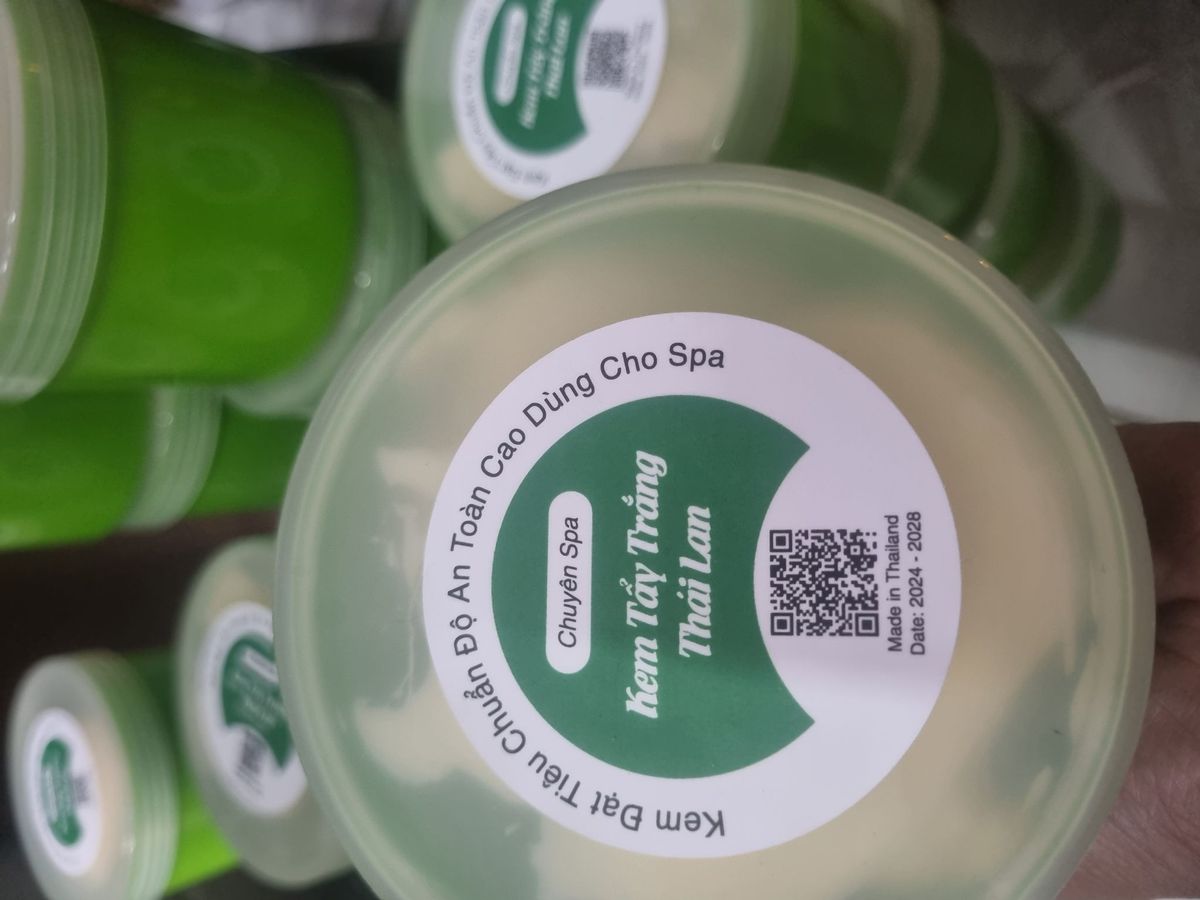 Kem Đạt Tiêu Chuẩn Độ An Toàn Cao Dùng Cho Spa
Chuyên Spa
Kem Tẩy Trắng
Thái Lan
Made in Thailand
Date: 2024 - 2028